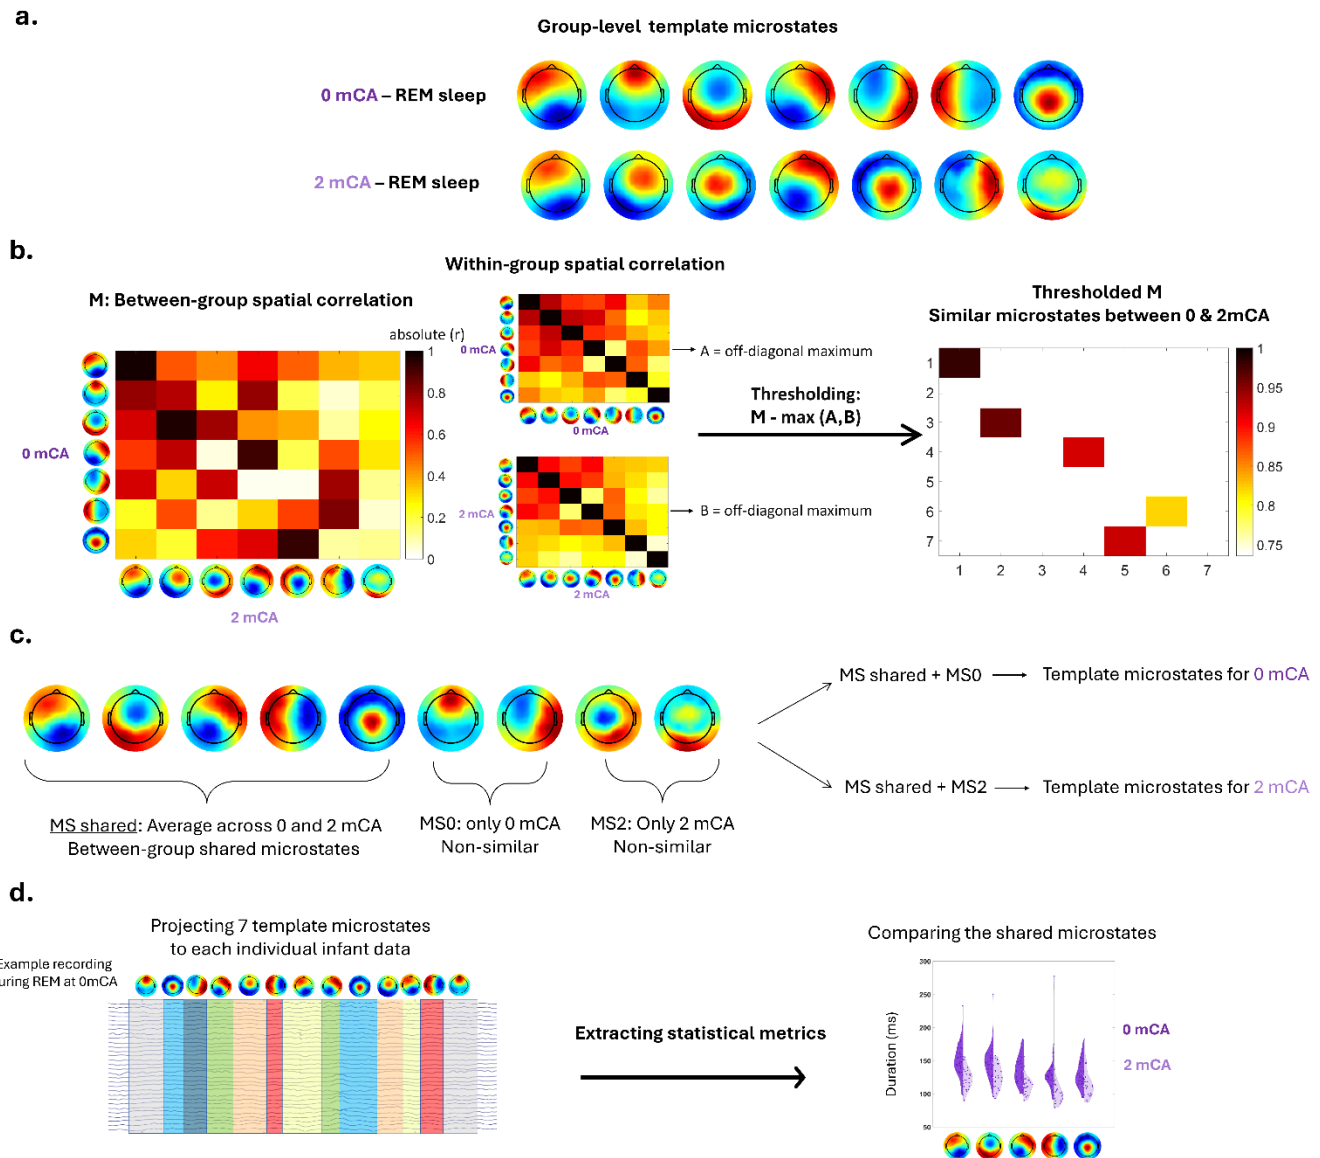 a.
Group-level template microstates
0 mCA – REM sleep
2 mCA – REM sleep
b.
Within-group spatial correlation
M: Between-group spatial correlation
absolute (r)
1
0.8
0.6
0.4
0.2
0
0 mCA
2 mCA
0 mCA
0 mCA
A = off-diagonal maximum
2 mCA
2 mCA
B = off-diagonal maximum
Thresholding:
M - max (A,B)
Thresholded M
Similar microstates between 0 & 2mCA
1
2
3
4
5
6
7
1 2 3 4 5 6 7
1
0.95
0.9
0.85
0.8
0.75
c.
MS shared: Average across 0 and 2 mCA
Between-group shared microstates
MS0: only 0 mCA
Non-similar
MS2: Only 2 mCA
Non-similar
MS shared + MS0
Template microstates for 0 mCA
MS shared + MS2
Template microstates for 2 mCA
d.
Projecting 7 template microstates
to each individual infant data
Example recording
during REM at 0mCA
Extracting statistical metrics
Comparing the shared microstates
Duration (ms)
300
250
200
150
100
50
0 mCA
2 mCA